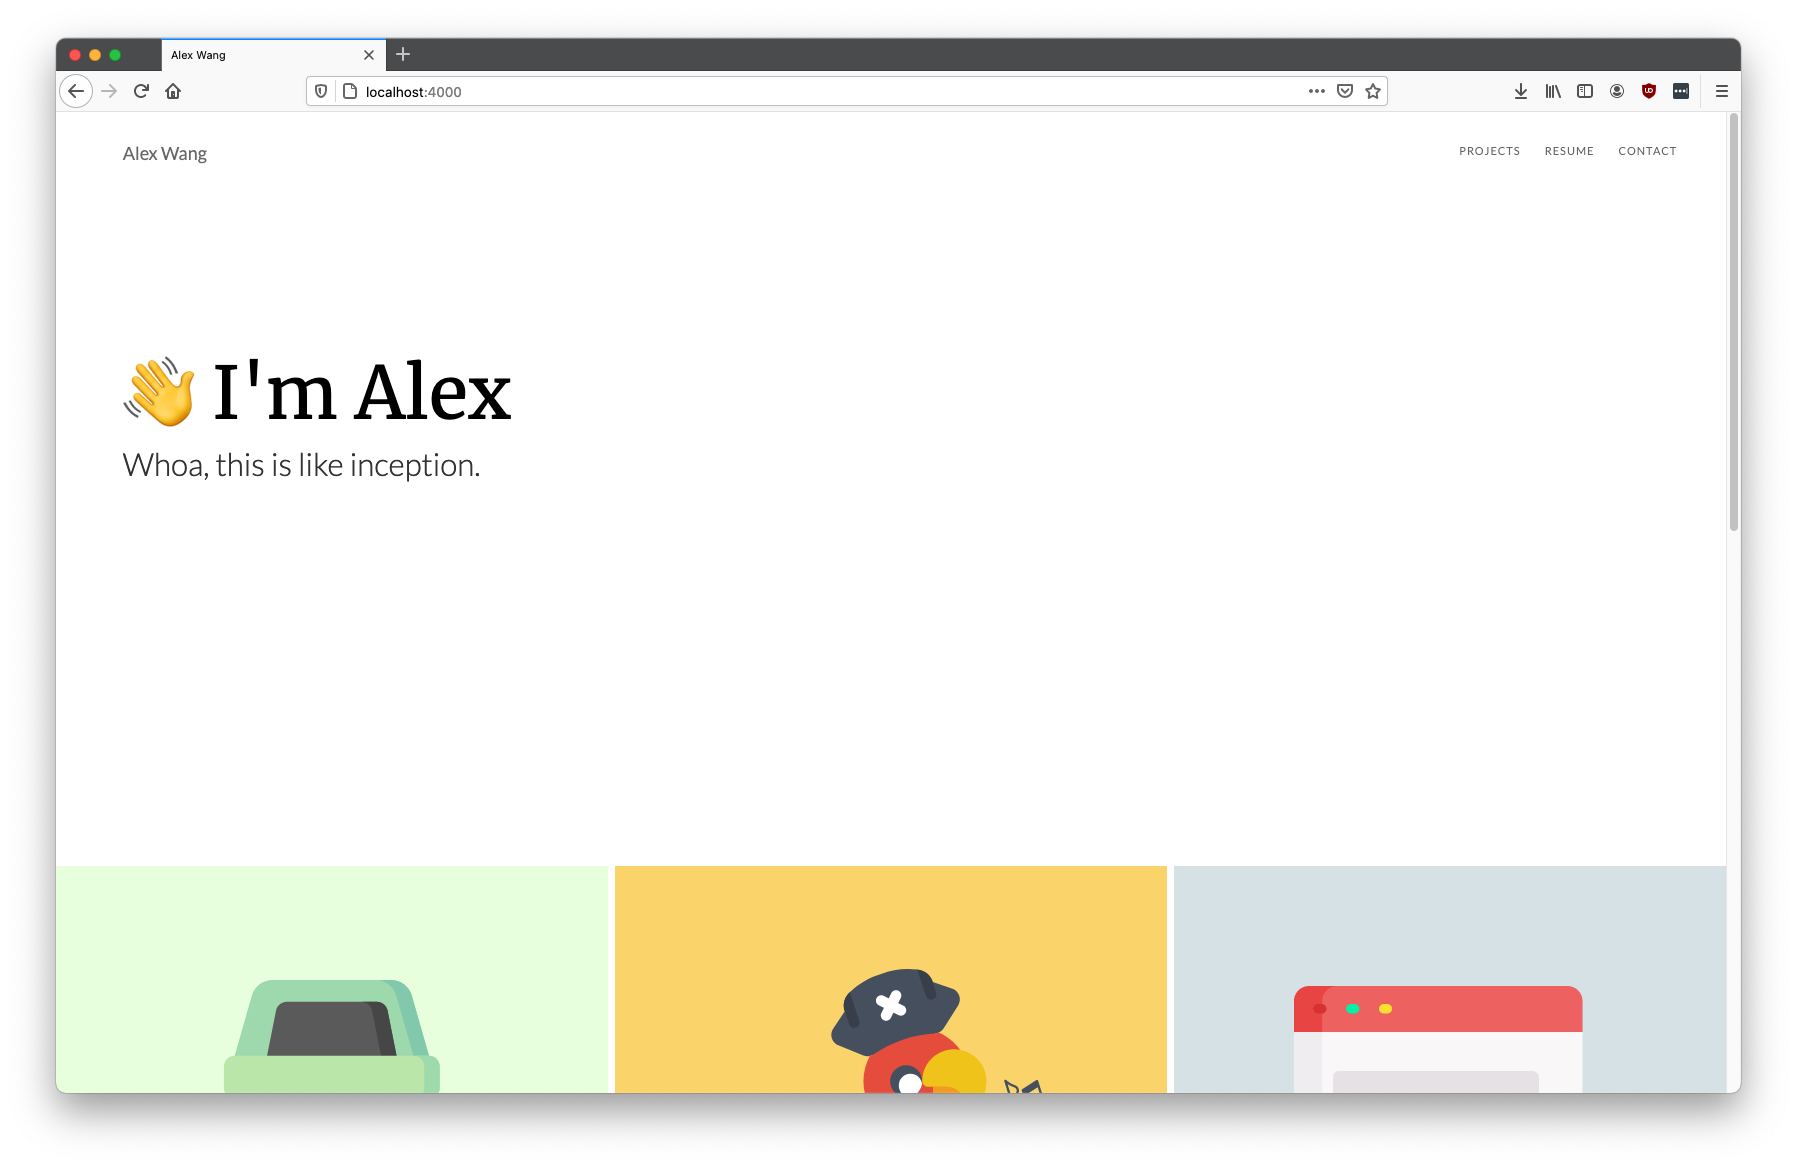 Alex Wang
localhost:4000
Alex Wang
PROJECTS RESUME CONTACT
👋 I'm Alex
Whoa, this is like inception.